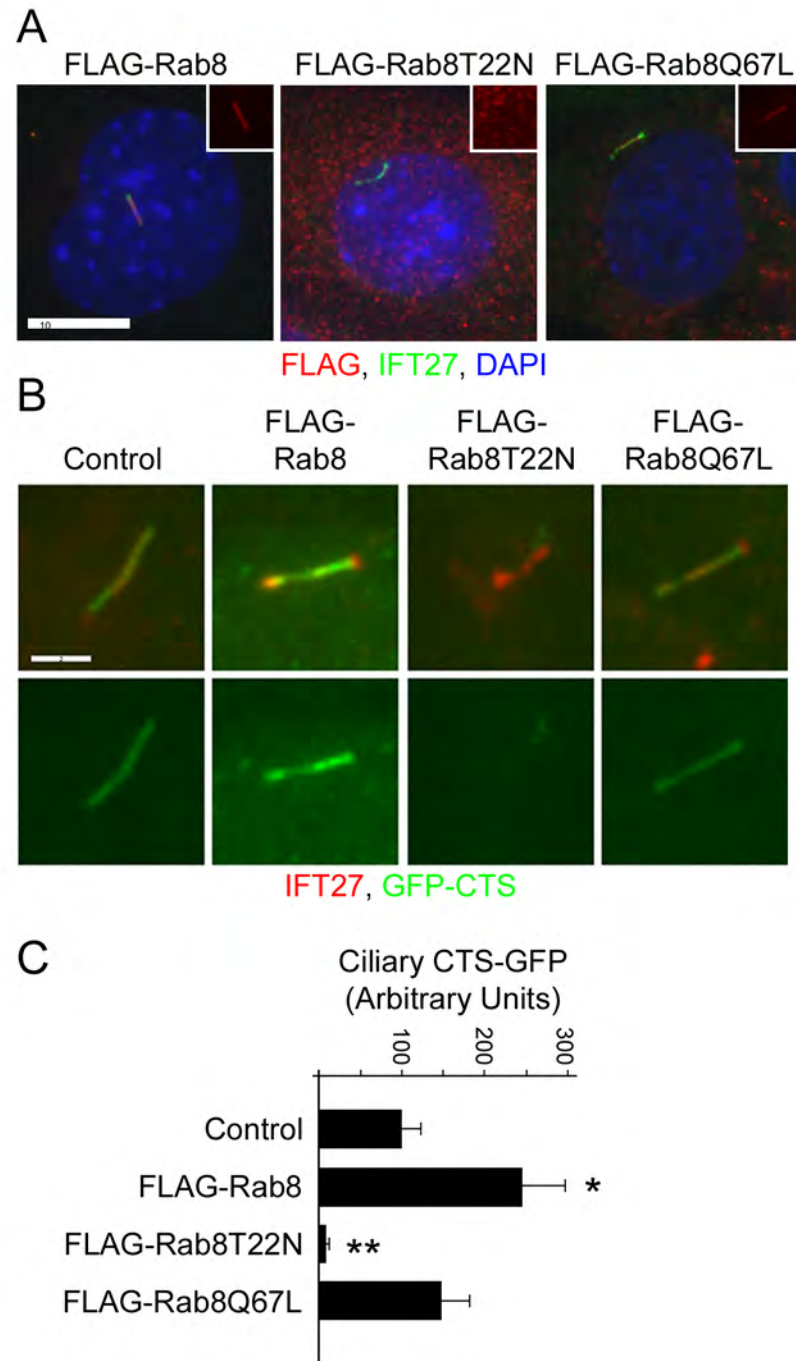 A
FLAG-Rab8
FLAG-Rab8T22N
FLAG-Rab8Q67L
10
FLAG, IFT27, DAPI
B
Control
FLAG-
Rab8
FLAG-
Rab8T22N
FLAG-
Rab8Q67L
2
IFT27, GFP-CTS
C
Ciliary CTS-GFP
(Arbitrary Units)
100
200
300
Control
FLAG-Rab8
*
FLAG-Rab8T22N
**
FLAG-Rab8Q67L